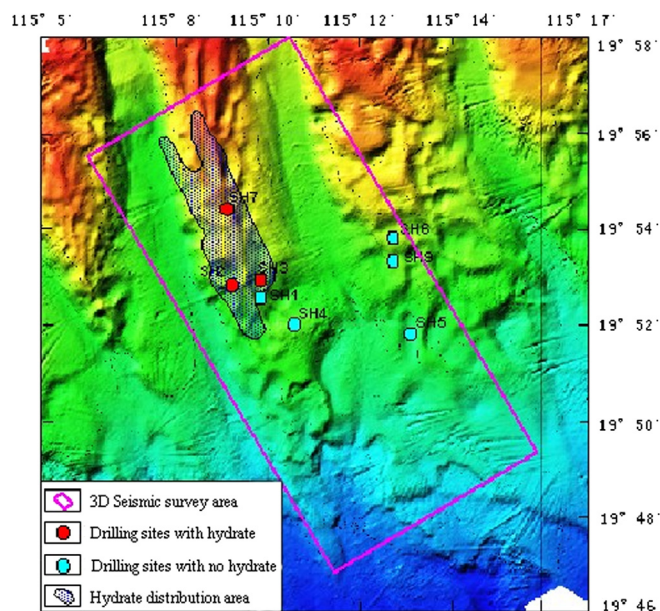 115° 5′ 115° 8′ 115° 10′ 115° 12′ 115° 14′ 115° 17′
19° 58′
19° 56′
SH7
19° 54′
SH6
SH9
SH2 SH3
SH1
SH4 SH5
19° 52′
19° 50′
19° 48′
19° 46′
3D Seismic survey area
Drilling sites with hydrate
Drilling sites with no hydrate
Hydrate distribution area